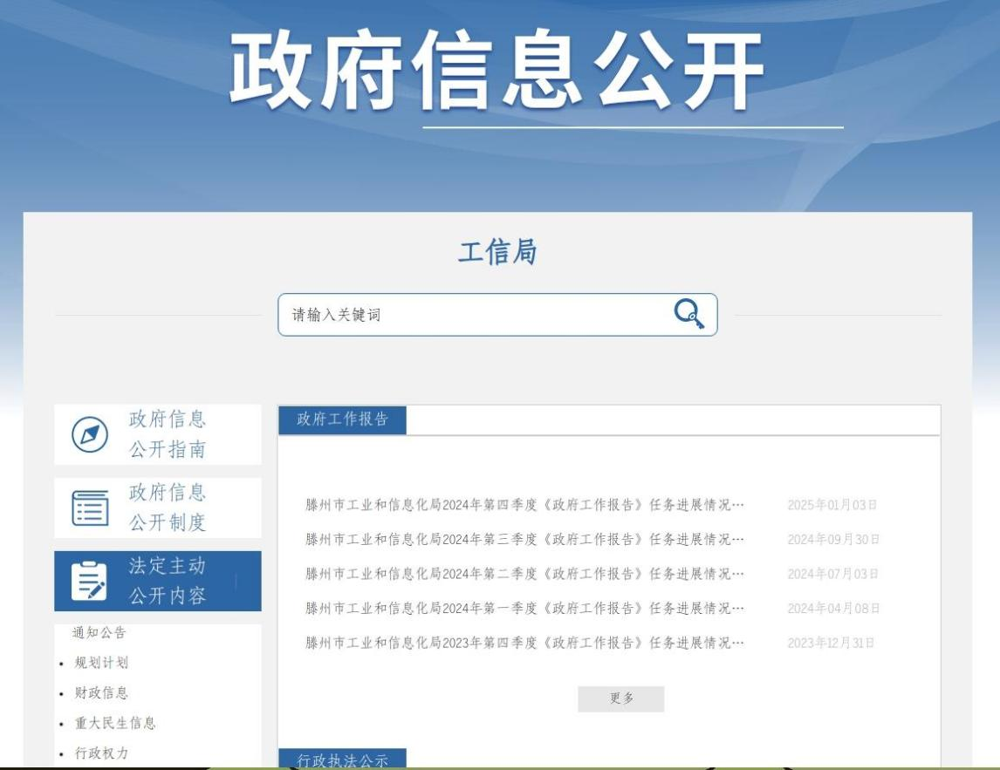 政府信息公开
工信局
请输入关键词
政府信息
公开指南
政府信息
公开制度
法定主动
公开内容
通知公告
规划计划
财政信息
重大民生信息
行政权力
政府工作报告
滕州市工业和信息化局2024年第四季度《政府工作报告》任务进展情况… 2025年01月03日
滕州市工业和信息化局2024年第三季度《政府工作报告》任务进展情况… 2024年09月30日
滕州市工业和信息化局2024年第二季度《政府工作报告》任务进展情况… 2024年07月03日
滕州市工业和信息化局2024年第一季度《政府工作报告》任务进展情况… 2024年04月08日
滕州市工业和信息化局2023年第四季度《政府工作报告》任务进展情况… 2023年12月31日
更多
行政执法公示